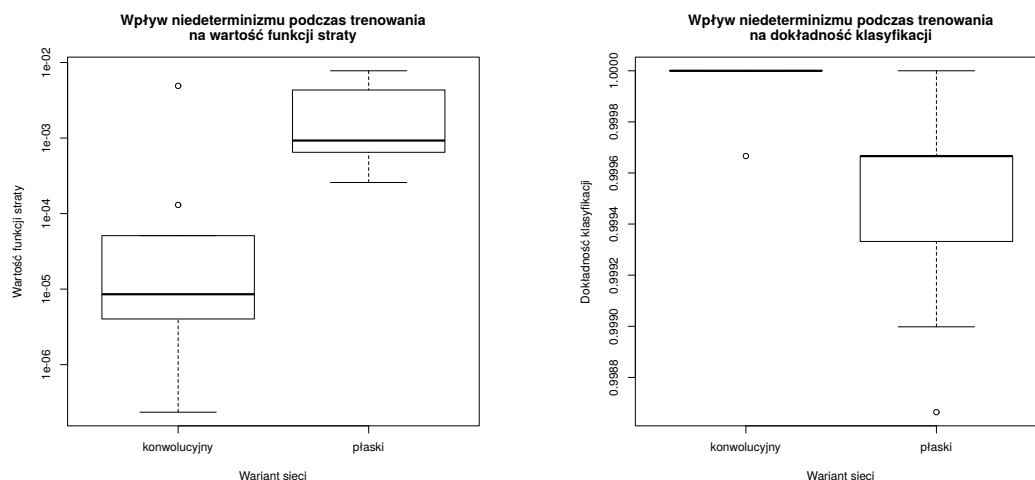 Wpływ niedeterminizmu podczas trenowania
na wartość funkcji straty
Wartość funkcji straty
1e-02
1e-03
1e-04
1e-05
1e-06
konwolucyjny
płaski
Wariant sieci
Wpływ niedeterminizmu podczas trenowania
na dokładność klasyfikacji
Dokładność klasyfikacji
1.0000
0.9998
0.9996
0.9994
0.9992
0.9990
0.9988
konwolucyjny
płaski
Wariant sieci